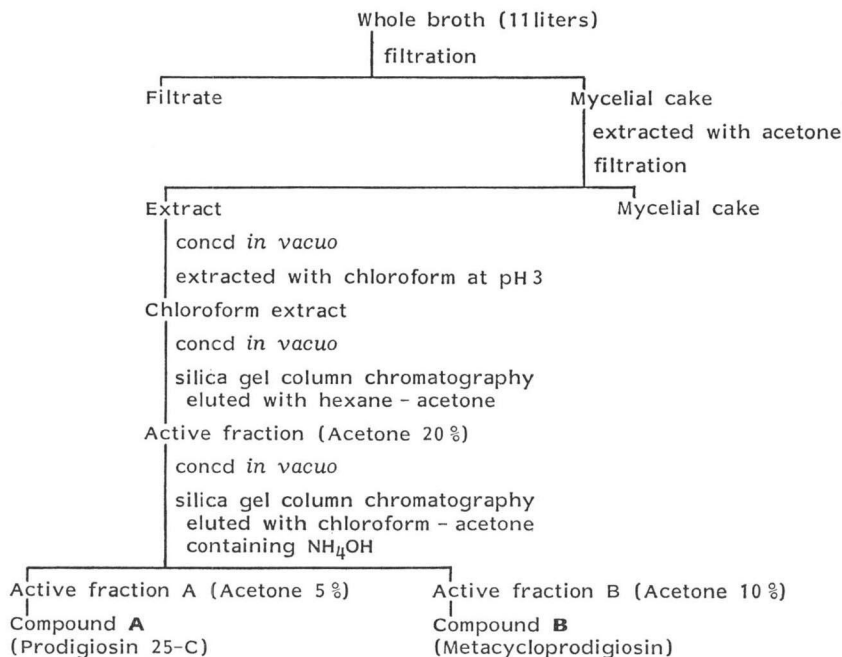 Whole broth (11 liters)
filtration
Filtrate
Mycelial cake
extracted with acetone
filtration
Extract
Mycelial cake
concd in vacuo
extracted with chloroform at pH 3
Chloroform extract
concd in vacuo
silica gel column chromatography
eluted with hexane - acetone
Active fraction (Acetone 20 %)
concd in vacuo
silica gel column chromatography
eluted with chloroform - acetone
containing NH₄OH
Active fraction A (Acetone 5 %)
Active fraction B (Acetone 10 %)
Compound A
Compound B
(Prodigiosin 25-C)
(Metacycloprodigiosin)